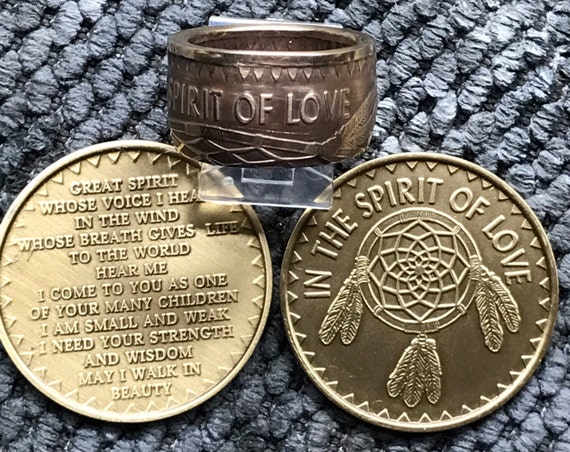 SPIRIT OF LOVE
GREAT SPIRIT
WHOSE VOICE I HEA
IN THE WIND
WHOSE BREATH GIVES LIFE
TO THE WORLD
HEAR ME
I COME TO YOU AS ONE
OF YOUR MANY CHILDREN
I AM SMALL AND WEAK
I NEED YOUR STRENGTH
AND WISDOM
MAY I WALK IN
BEAUTY
IN THE SPIRIT OF LOVE